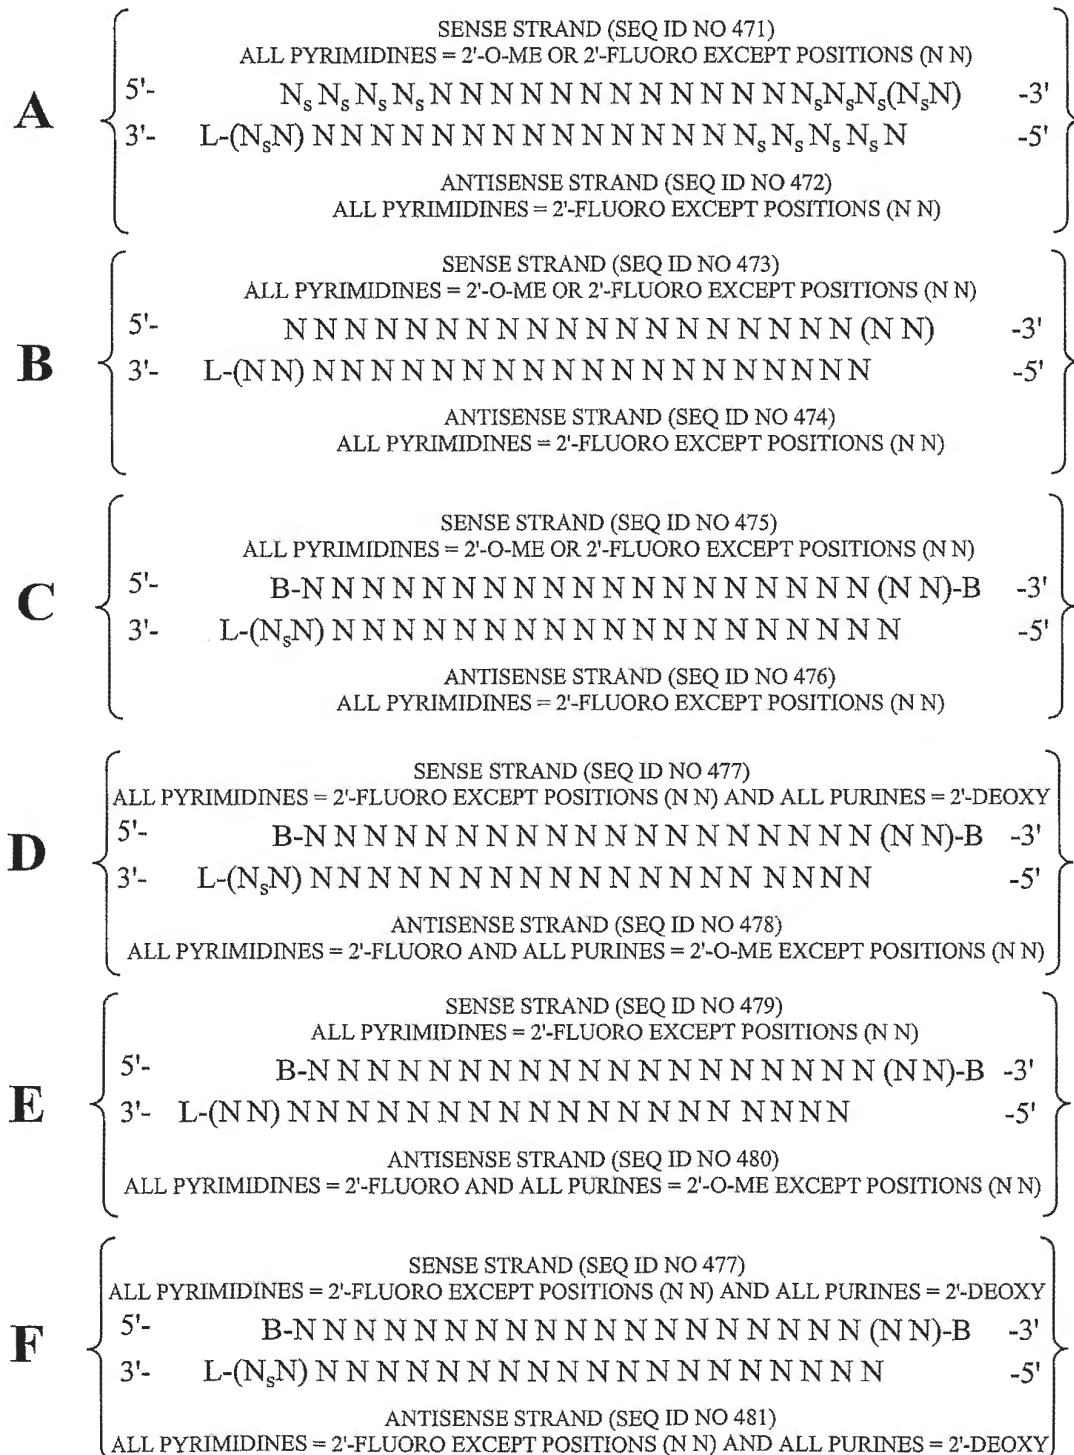 A
SENSE STRAND (SEQ ID NO 471)
ALL PYRIMIDINES = 2'-O-ME OR 2'-FLUORO EXCEPT POSITIONS (N N)
5'- NₛNₛNₛNₛN N N N N N N N N N N N NₛNₛNₛ(NₛN) -3'
3'- L-(NₛN) N N N N N N N N N N N N N N Nₛ Nₛ Nₛ Nₛ N -5'
ANTISENSE STRAND (SEQ ID NO 472)
ALL PYRIMIDINES = 2'-FLUORO EXCEPT POSITIONS (N N)
B
SENSE STRAND (SEQ ID NO 473)
ALL PYRIMIDINES = 2'-O-ME OR 2'-FLUORO EXCEPT POSITIONS (N N)
5'- N N N N N N N N N N N N N N N N N N N (N N) -3'
3'- L-(N N) N N N N N N N N N N N N N N N N N N N -5'
ANTISENSE STRAND (SEQ ID NO 474)
ALL PYRIMIDINES = 2'-FLUORO EXCEPT POSITIONS (N N)
C
SENSE STRAND (SEQ ID NO 475)
ALL PYRIMIDINES = 2'-O-ME OR 2'-FLUORO EXCEPT POSITIONS (N N)
5'- B-N N N N N N N N N N N N N N N N N N N (N N)-B -3'
3'- L-(NₛN) N N N N N N N N N N N N N N N N N N N -5'
ANTISENSE STRAND (SEQ ID NO 476)
ALL PYRIMIDINES = 2'-FLUORO EXCEPT POSITIONS (N N)
D
SENSE STRAND (SEQ ID NO 477)
ALL PYRIMIDINES = 2'-FLUORO EXCEPT POSITIONS (N N) AND ALL PURINES = 2'-DEOXY
5'- B-N N N N N N N N N N N N N N N N N N N (N N)-B -3'
3'- L-(NₛN) N N N N N N N N N N N N N N N N N N N -5'
ANTISENSE STRAND (SEQ ID NO 478)
ALL PYRIMIDINES = 2'-FLUORO AND ALL PURINES = 2'-O-ME EXCEPT POSITIONS (N N)
E
SENSE STRAND (SEQ ID NO 479)
ALL PYRIMIDINES = 2'-FLUORO EXCEPT POSITIONS (N N)
5'- B-N N N N N N N N N N N N N N N N N N N (N N)-B -3'
3'- L-(N N) N N N N N N N N N N N N N N N N N N N -5'
ANTISENSE STRAND (SEQ ID NO 480)
ALL PYRIMIDINES = 2'-FLUORO AND ALL PURINES = 2'-O-ME EXCEPT POSITIONS (N N)
F
SENSE STRAND (SEQ ID NO 477)
ALL PYRIMIDINES = 2'-FLUORO EXCEPT POSITIONS (N N) AND ALL PURINES = 2'-DEOXY
5'- B-N N N N N N N N N N N N N N N N N N N (N N)-B -3'
3'- L-(NₛN) N N N N N N N N N N N N N N N N N N N -5'
ANTISENSE STRAND (SEQ ID NO 481)
ALL PYRIMIDINES = 2'-FLUORO EXCEPT POSITIONS (N N) AND ALL PURINES = 2'-DEOXY